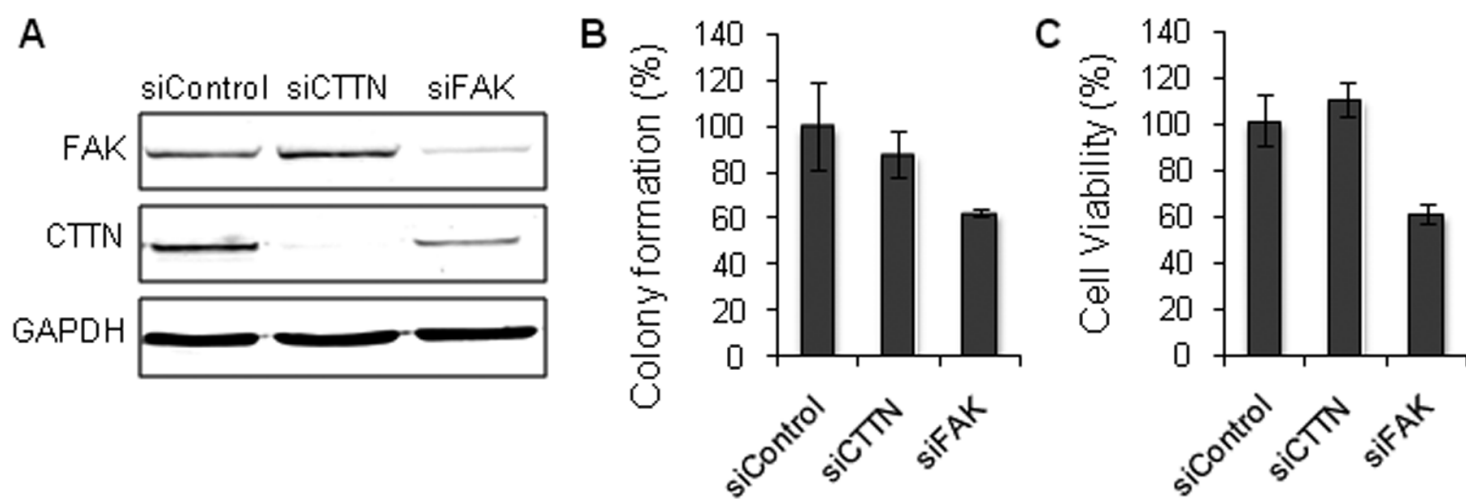 A
siControl siCTTN siFAK
FAK
CTTN
GAPDH
B
Colony formation (%)
140
120
100
80
60
40
20
0
siControl
siCTTN
siFAK
C
Cell Viability (%)
140
120
100
80
60
40
20
0
siControl
siCTTN
siFAK